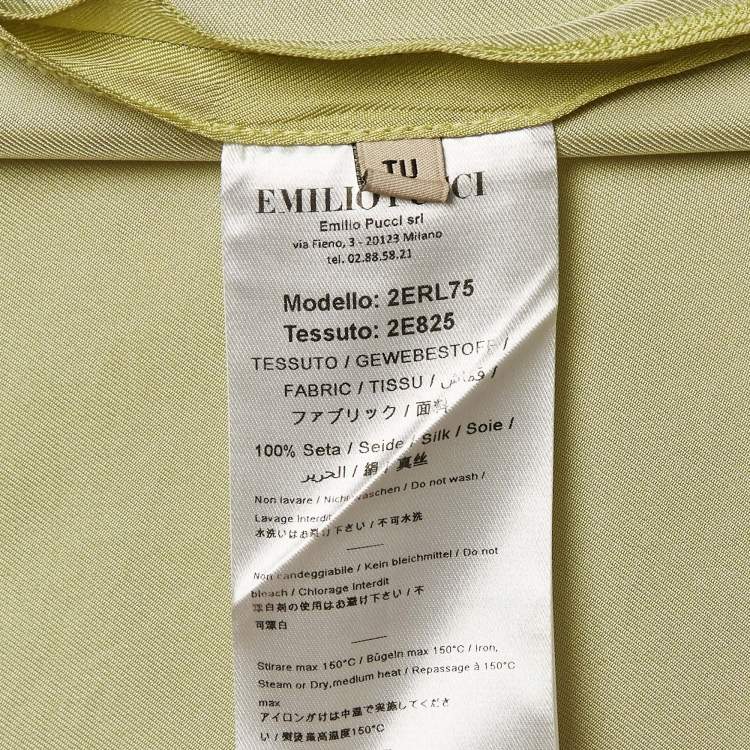 TU
EMILIO PUCCI
Emilio Pucci srl
via Fieno, 3 - 20123 Milano
tel. 02.88.58.21
Modello: 2ERL75
Tessuto: 2E825
TESSUTO / GEWEBESTOFF /
FABRIC / TISSU / قماش /
ファブリック / 面料
100% Seta / Seide / Silk / Soie /
الحرير / 絹 / 真丝
Non lavare / Nicht waschen / Do not wash /
Lavage Interdit
水洗いはお避け下さい / 不可水洗
Non candeggiabile / Kein bleichmittel / Do not
bleach / Chlorage Interdit
漂白剤の使用はお避け下さい / 不
可漂白
Stirare max 150°C / Bügeln max 150°C / Iron,
Steam or Dry,medium heat / Repassage à 150°C
max
アイロンがけは中温で実施してくださ
い / 熨烫最高温度150°C